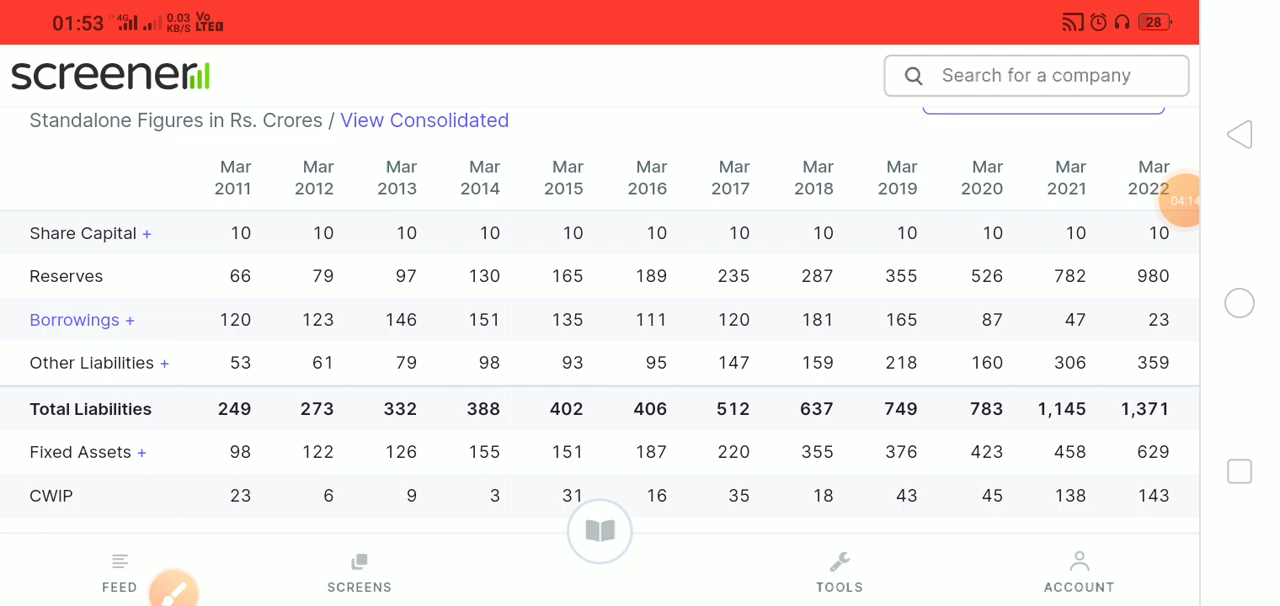 01:53 4G 0.03 KB/S Vo LTE 28
screener
Search for a company
Standalone Figures in Rs. Crores / View Consolidated
Mar 2011 Mar 2012 Mar 2013 Mar 2014 Mar 2015 Mar 2016 Mar 2017 Mar 2018 Mar 2019 Mar 2020 Mar 2021 Mar 2022
04:14
Share Capital + 10 10 10 10 10 10 10 10 10 10 10 10
Reserves 66 79 97 130 165 189 235 287 355 526 782 980
Borrowings + 120 123 146 151 135 111 120 181 165 87 47 23
Other Liabilities + 53 61 79 98 93 95 147 159 218 160 306 359
Total Liabilities 249 273 332 388 402 406 512 637 749 783 1,145 1,371
Fixed Assets + 98 122 126 155 151 187 220 355 376 423 458 629
CWIP 23 6 9 3 31 16 35 18 43 45 138 143
FEED SCREENS TOOLS ACCOUNT